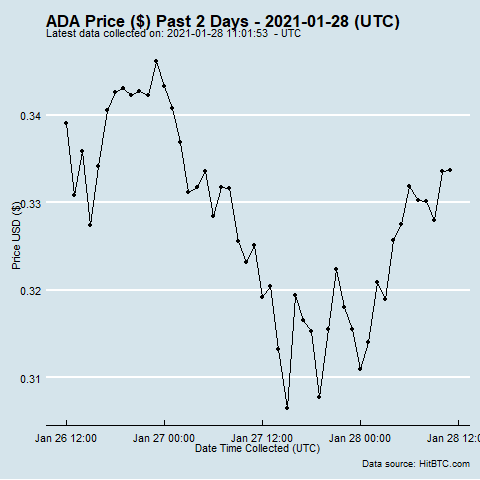 ADA Price ($) Past 2 Days - 2021-01-28 (UTC)
Latest data collected on: 2021-01-28 11:01:53 - UTC
0.34
0.33
0.32
0.31
Price USD ($)
Jan 26 12:00 Jan 27 00:00 Jan 27 12:00 Jan 28 00:00 Jan 28 12:
Date Time Collected (UTC)
Data source: HitBTC.com